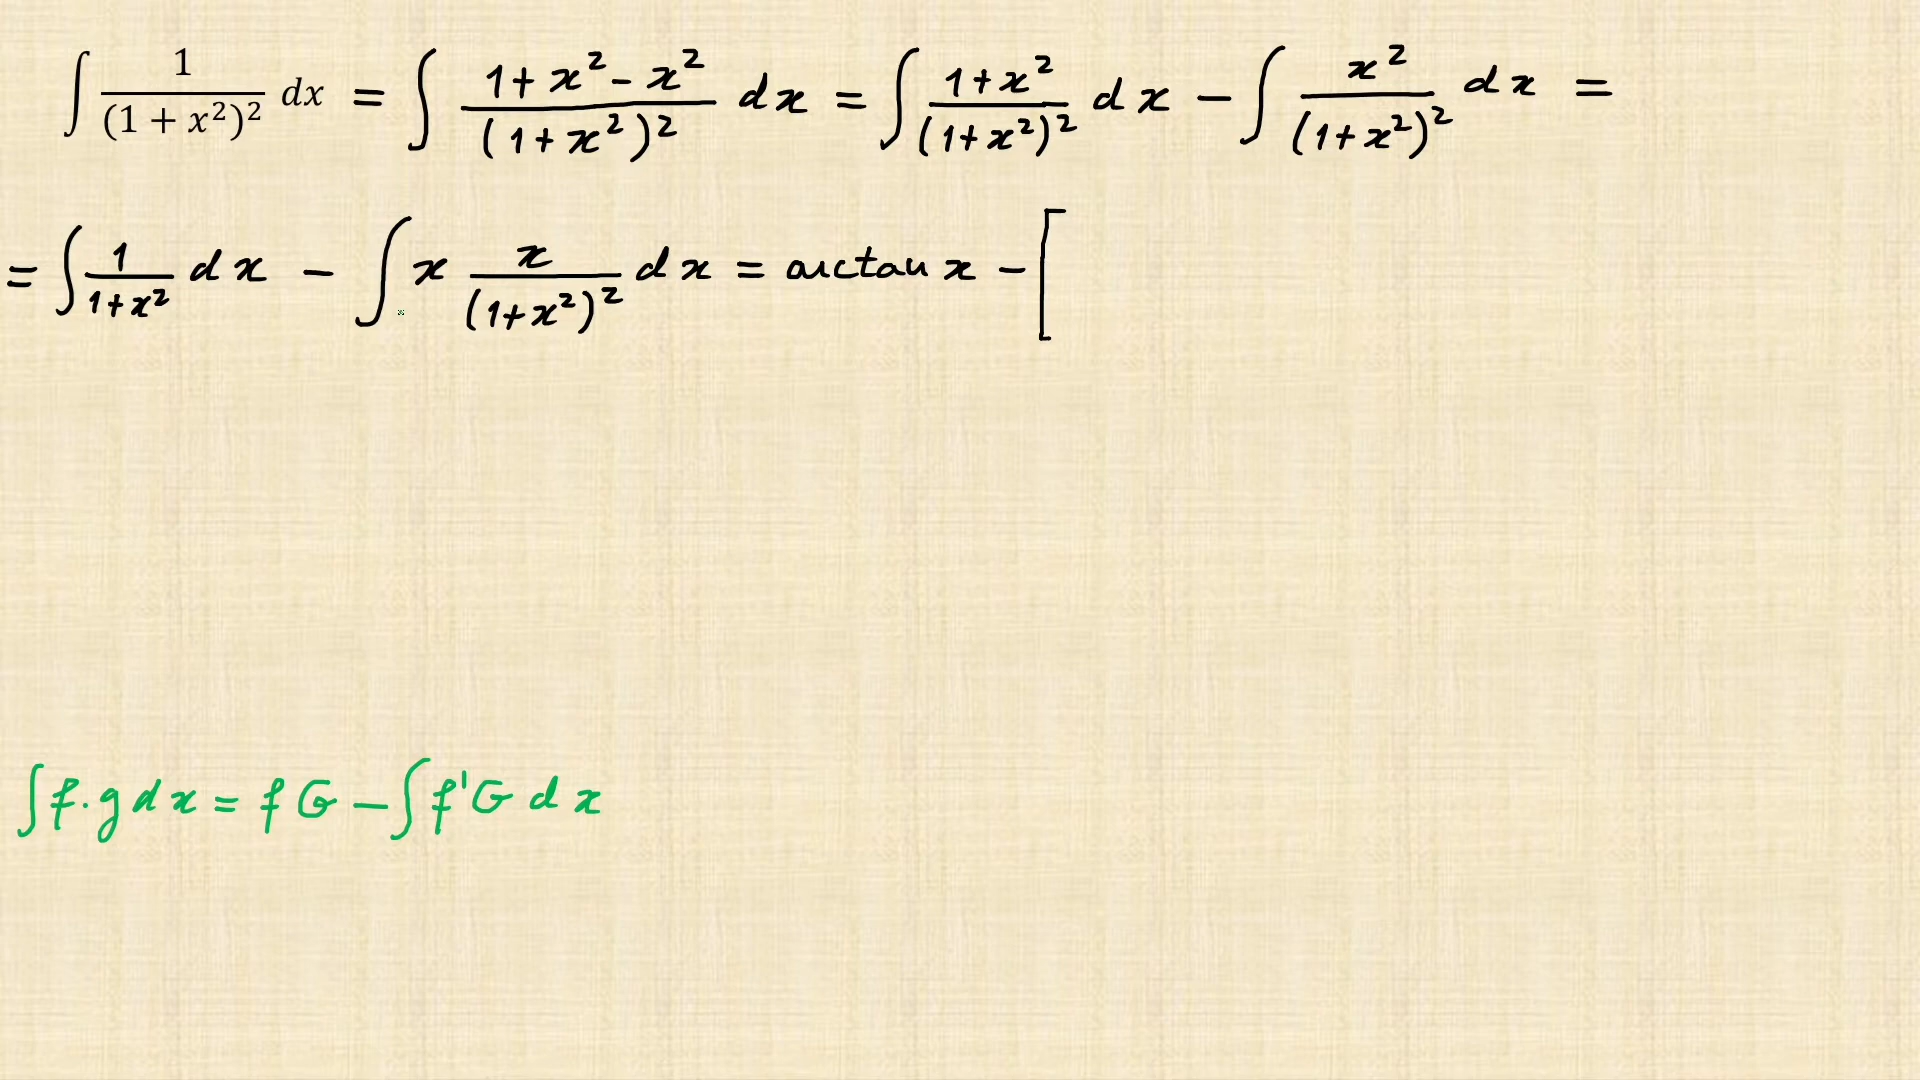 ∫ 1/(1 + x²)² dx = ∫ (1 + x² - x²)/(1 + x²)² dx = ∫ (1 + x²)/(1 + x²)² dx - ∫ x²/(1 + x²)² dx =
= ∫ 1/(1 + x²) dx - ∫ x x/(1 + x²)² dx = arctan x - [
∫ f · g dx = f G - ∫ f' G dx